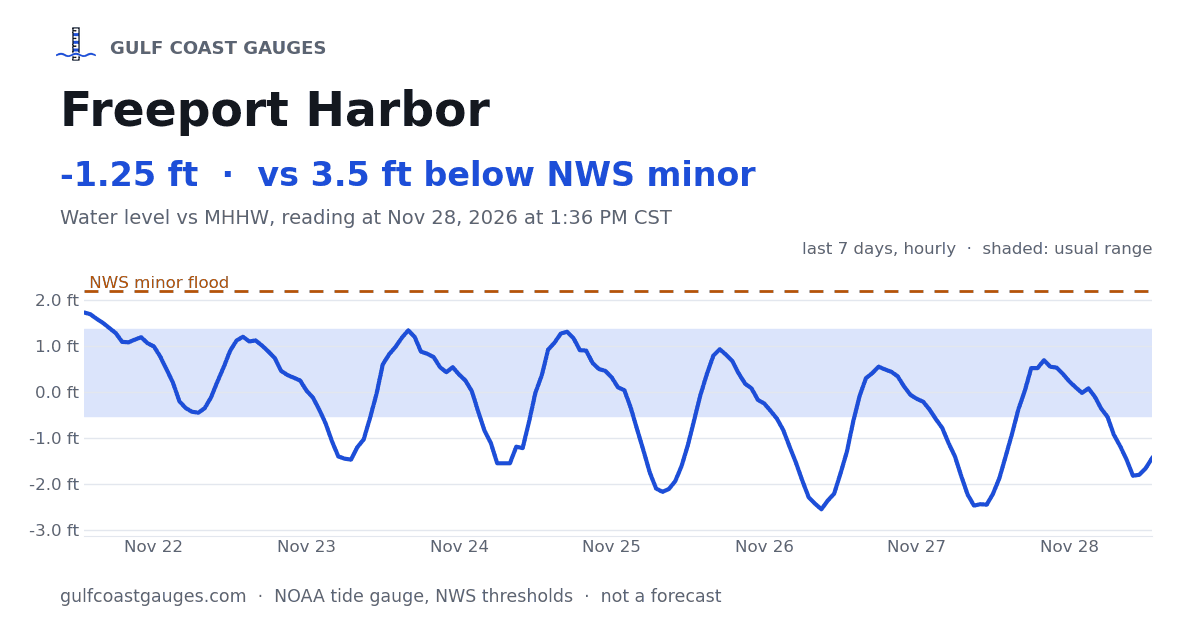 GULF COAST GAUGES
Freeport Harbor
-1.25 ft · vs 3.5 ft below NWS minor
Water level vs MHHW, reading at Nov 28, 2026 at 1:36 PM CST
last 7 days, hourly · shaded: usual range
NWS minor flood
2.0 ft
1.0 ft
0.0 ft
-1.0 ft
-2.0 ft
-3.0 ft
Nov 22 Nov 23 Nov 24 Nov 25 Nov 26 Nov 27 Nov 28
gulfcoastgauges.com · NOAA tide gauge, NWS thresholds · not a forecast